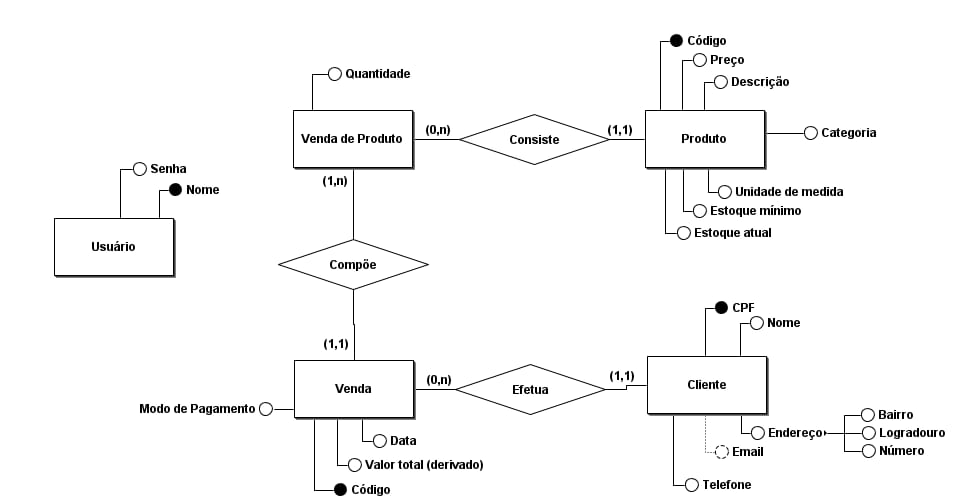 Código
Preço
Quantidade
Descrição
Venda de Produto
(0,n)
Consiste
(1,1)
Produto
Categoria
Senha
(1,n)
Nome
Unidade de medida
Estoque mínimo
Estoque atual
Usuário
Compõe
CPF
Nome
(1,1)
Venda
(0,n)
Efetua
(1,1)
Cliente
Modo de Pagamento
Bairro
Data
Endereço
Logradouro
Email
Número
Valor total (derivado)
Telefone
Código